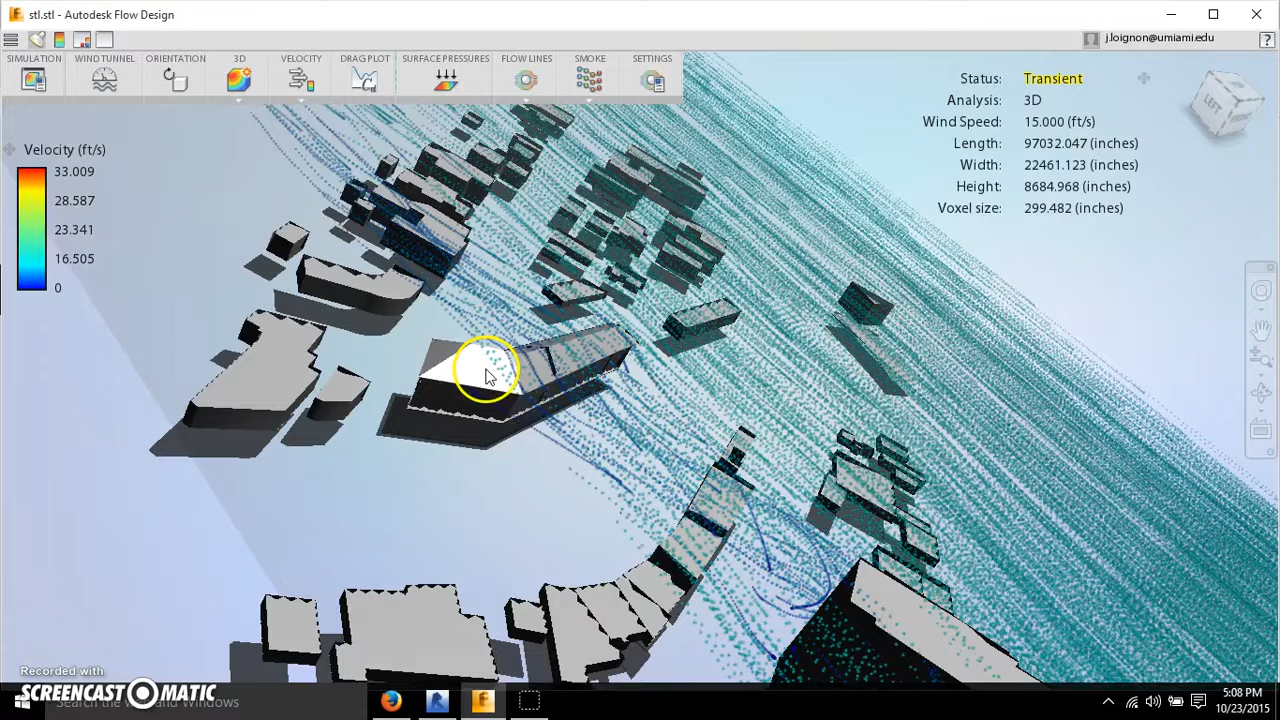 stl.stl - Autodesk Flow Design
j.loignon@umiami.edu
?
SIMULATION WIND TUNNEL ORIENTATION 3D VELOCITY DRAG PLOT SURFACE PRESSURES FLOW LINES SMOKE SETTINGS
Cd
Status: Transient
Analysis: 3D
Wind Speed: 15.000 (ft/s)
Length: 97032.047 (inches)
Width: 22461.123 (inches)
Height: 8684.968 (inches)
Voxel size: 299.482 (inches)
LEFT
Velocity (ft/s)
33.009
28.587
23.341
16.505
0
Recorded with
SCREENCAST-O-MATIC
Search the web and Windows
5:08 PM
10/23/2015